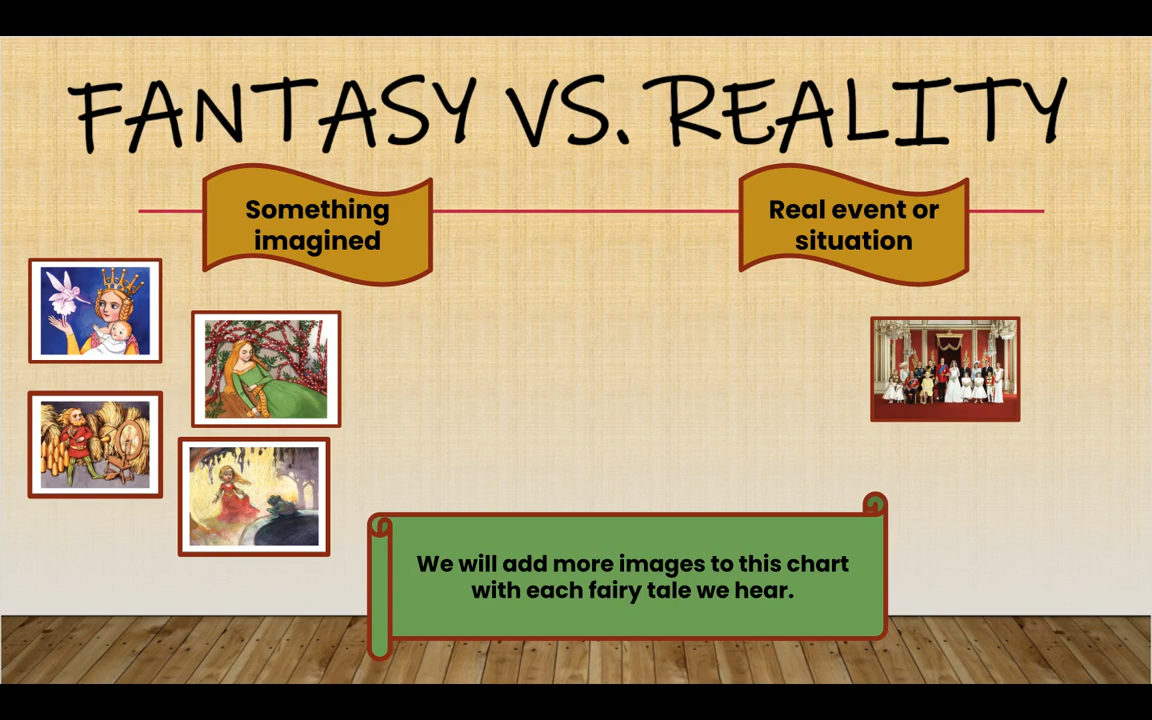 FANTASY VS. REALITY
Something
imagined
Real event or
situation
We will add more images to this chart
with each fairy tale we hear.